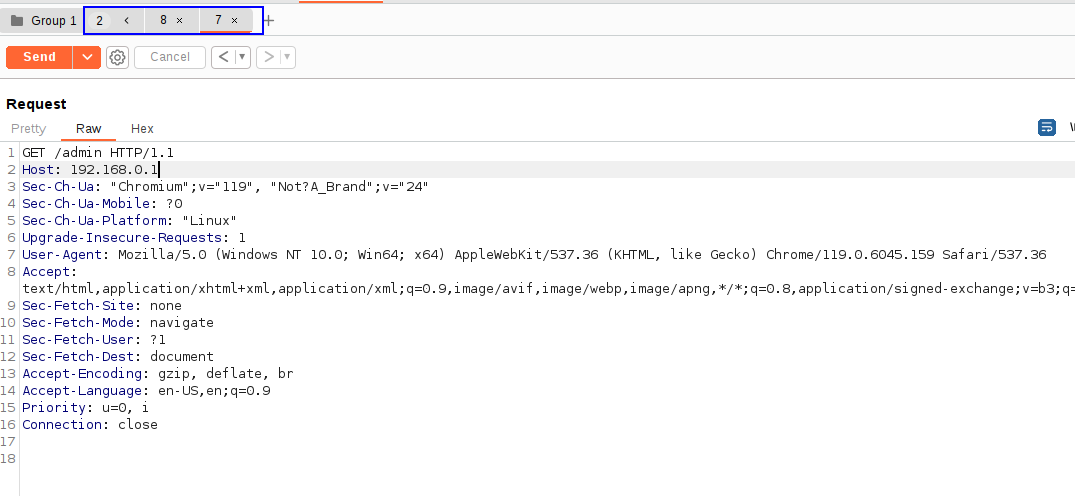 Group 1 2 < 8 × 7 × +
Send Cancel < >
Request
Pretty Raw Hex
1 GET /admin HTTP/1.1
2 Host: 192.168.0.1
3 Sec-Ch-Ua: "Chromium";v="119", "Not?A_Brand";v="24"
4 Sec-Ch-Ua-Mobile: ?0
5 Sec-Ch-Ua-Platform: "Linux"
6 Upgrade-Insecure-Requests: 1
7 User-Agent: Mozilla/5.0 (Windows NT 10.0; Win64; x64) AppleWebKit/537.36 (KHTML, like Gecko) Chrome/119.0.6045.159 Safari/537.36
8 Accept:
text/html,application/xhtml+xml,application/xml;q=0.9,image/avif,image/webp,image/apng,*/*;q=0.8,application/signed-exchange;v=b3;q=
9 Sec-Fetch-Site: none
10 Sec-Fetch-Mode: navigate
11 Sec-Fetch-User: ?1
12 Sec-Fetch-Dest: document
13 Accept-Encoding: gzip, deflate, br
14 Accept-Language: en-US,en;q=0.9
15 Priority: u=0, i
16 Connection: close
17
18